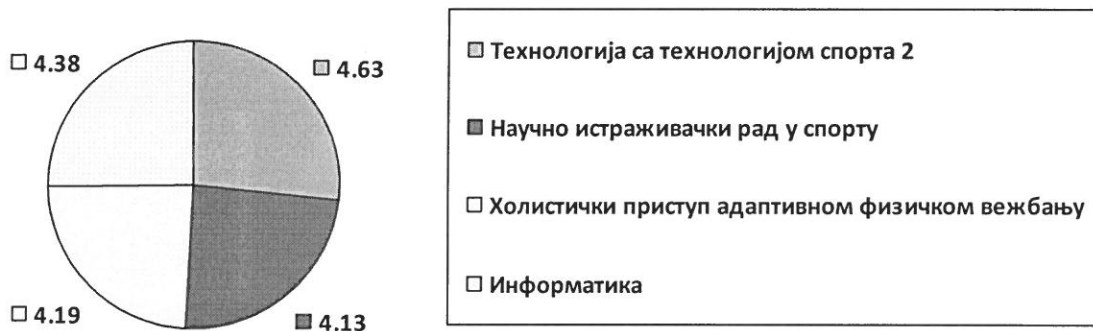 4.38
4.63
4.19
4.13
Технологија са технологијом спорта 2
Научно истраживачки рад у спорту
Холистички приступ адаптивном физичком вежбању
Информатика